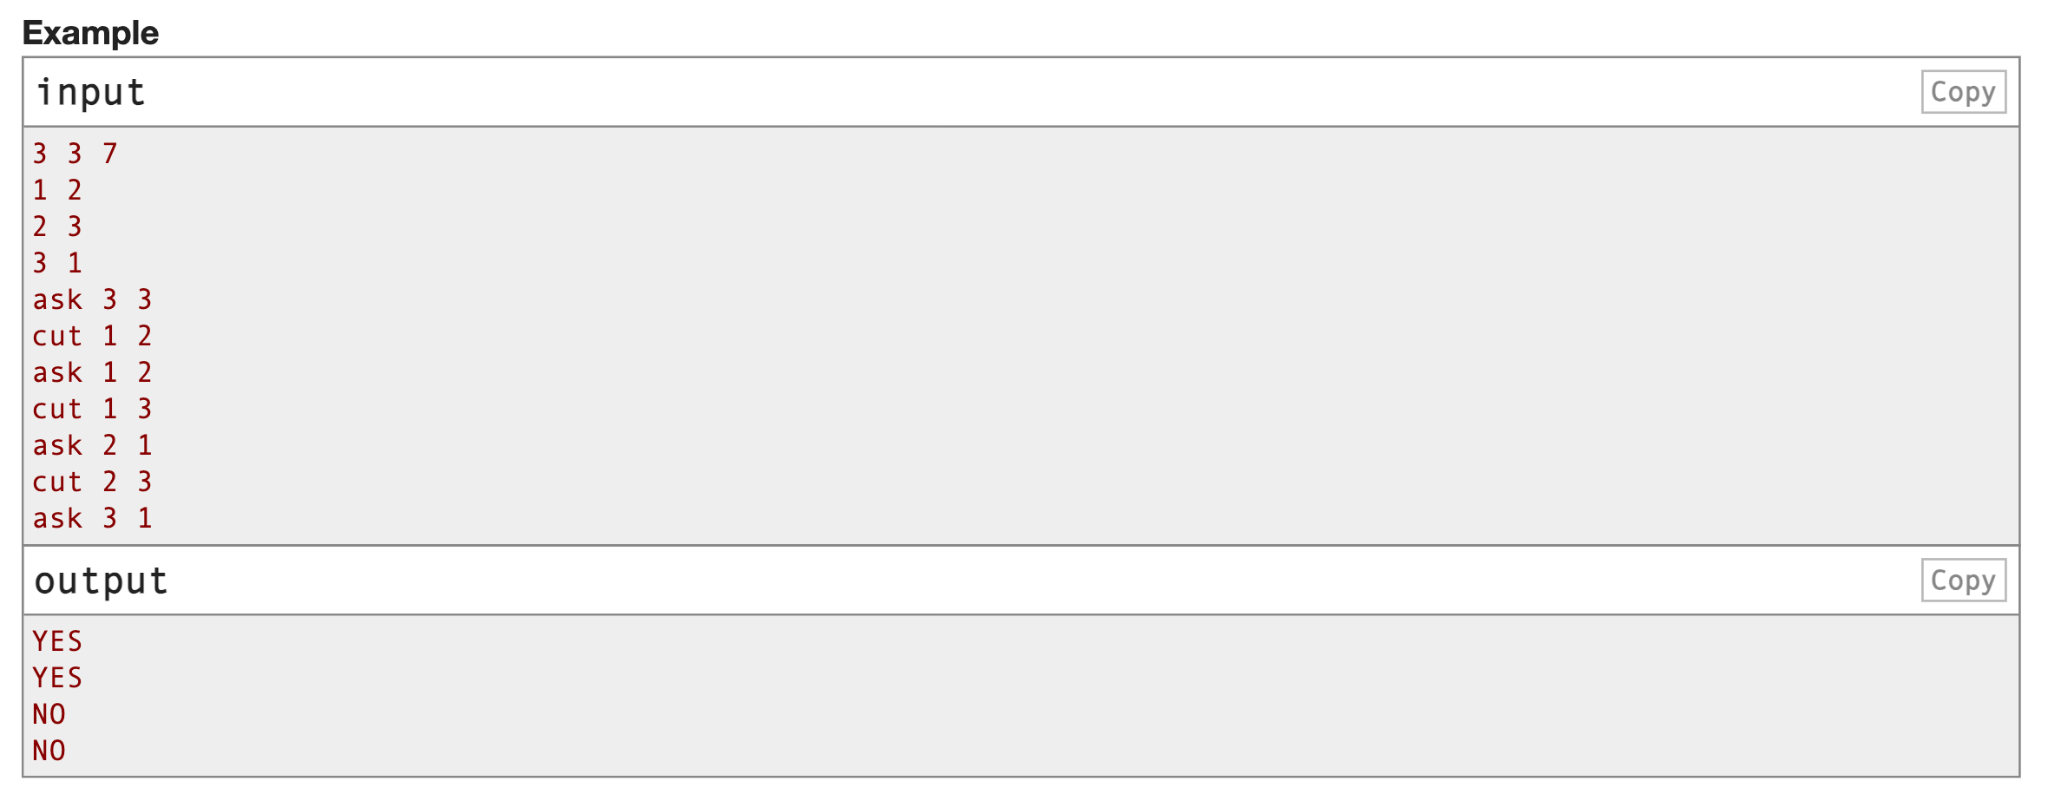 Example
input
Copy
3 3 7
1 2
2 3
3 1
ask 3 3
cut 1 2
ask 1 2
cut 1 3
ask 2 1
cut 2 3
ask 3 1
output
Copy
YES
YES
NO
NO